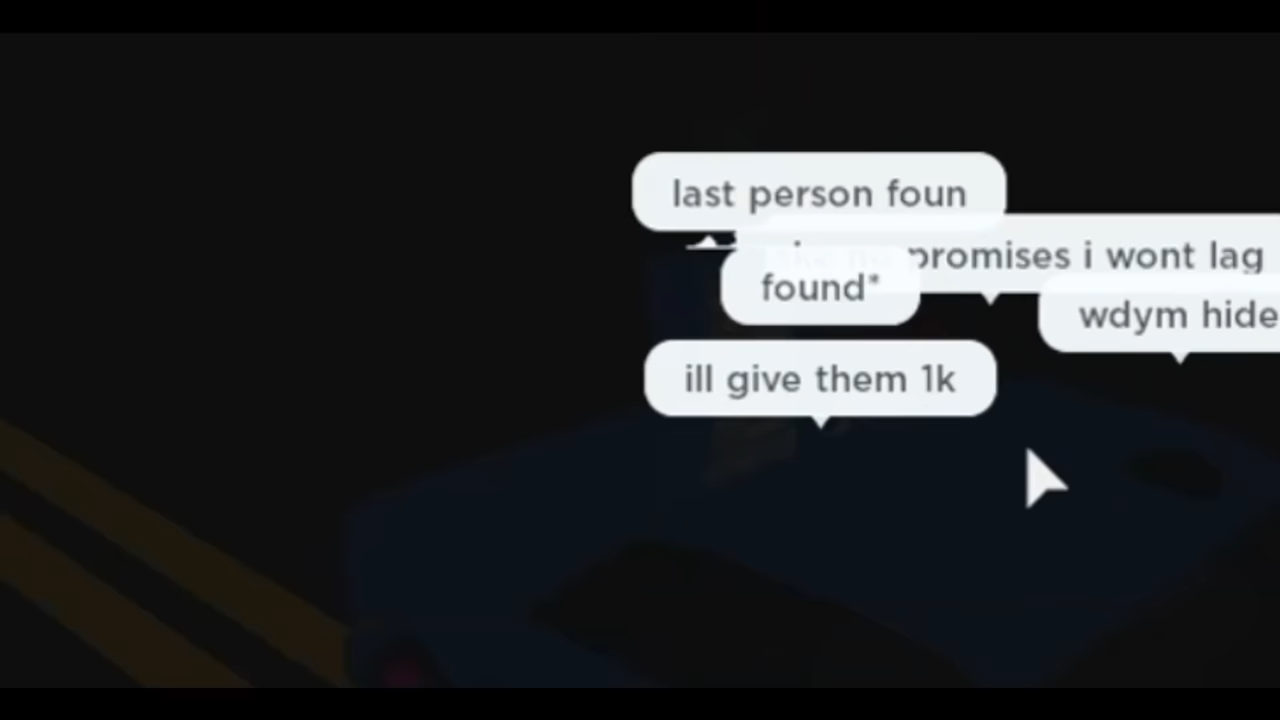 last person foun
promises i wont lag
found*
wdym hide
ill give them 1k